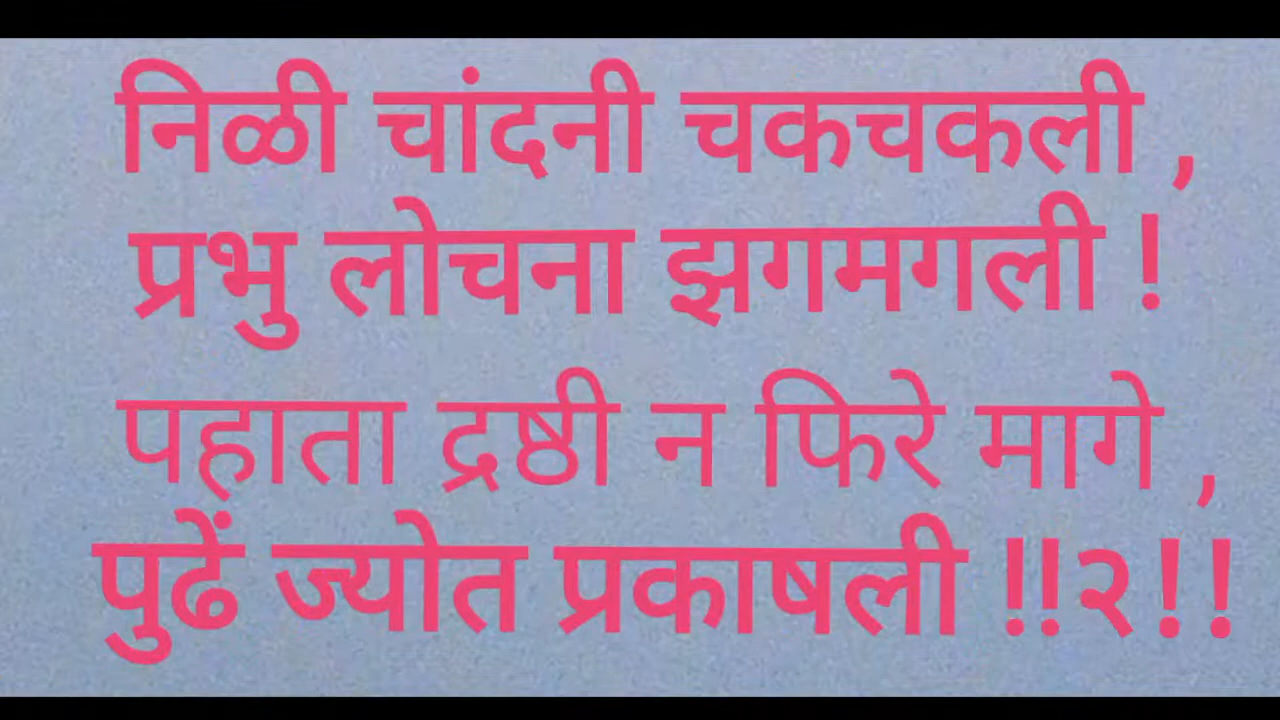 निळी चांदनी चकचकली ,
प्रभु लोचना झगमगली !
पहाता द्रष्ठी न फिरे मागे ,
पुढें ज्योत प्रकाषली !!२!!